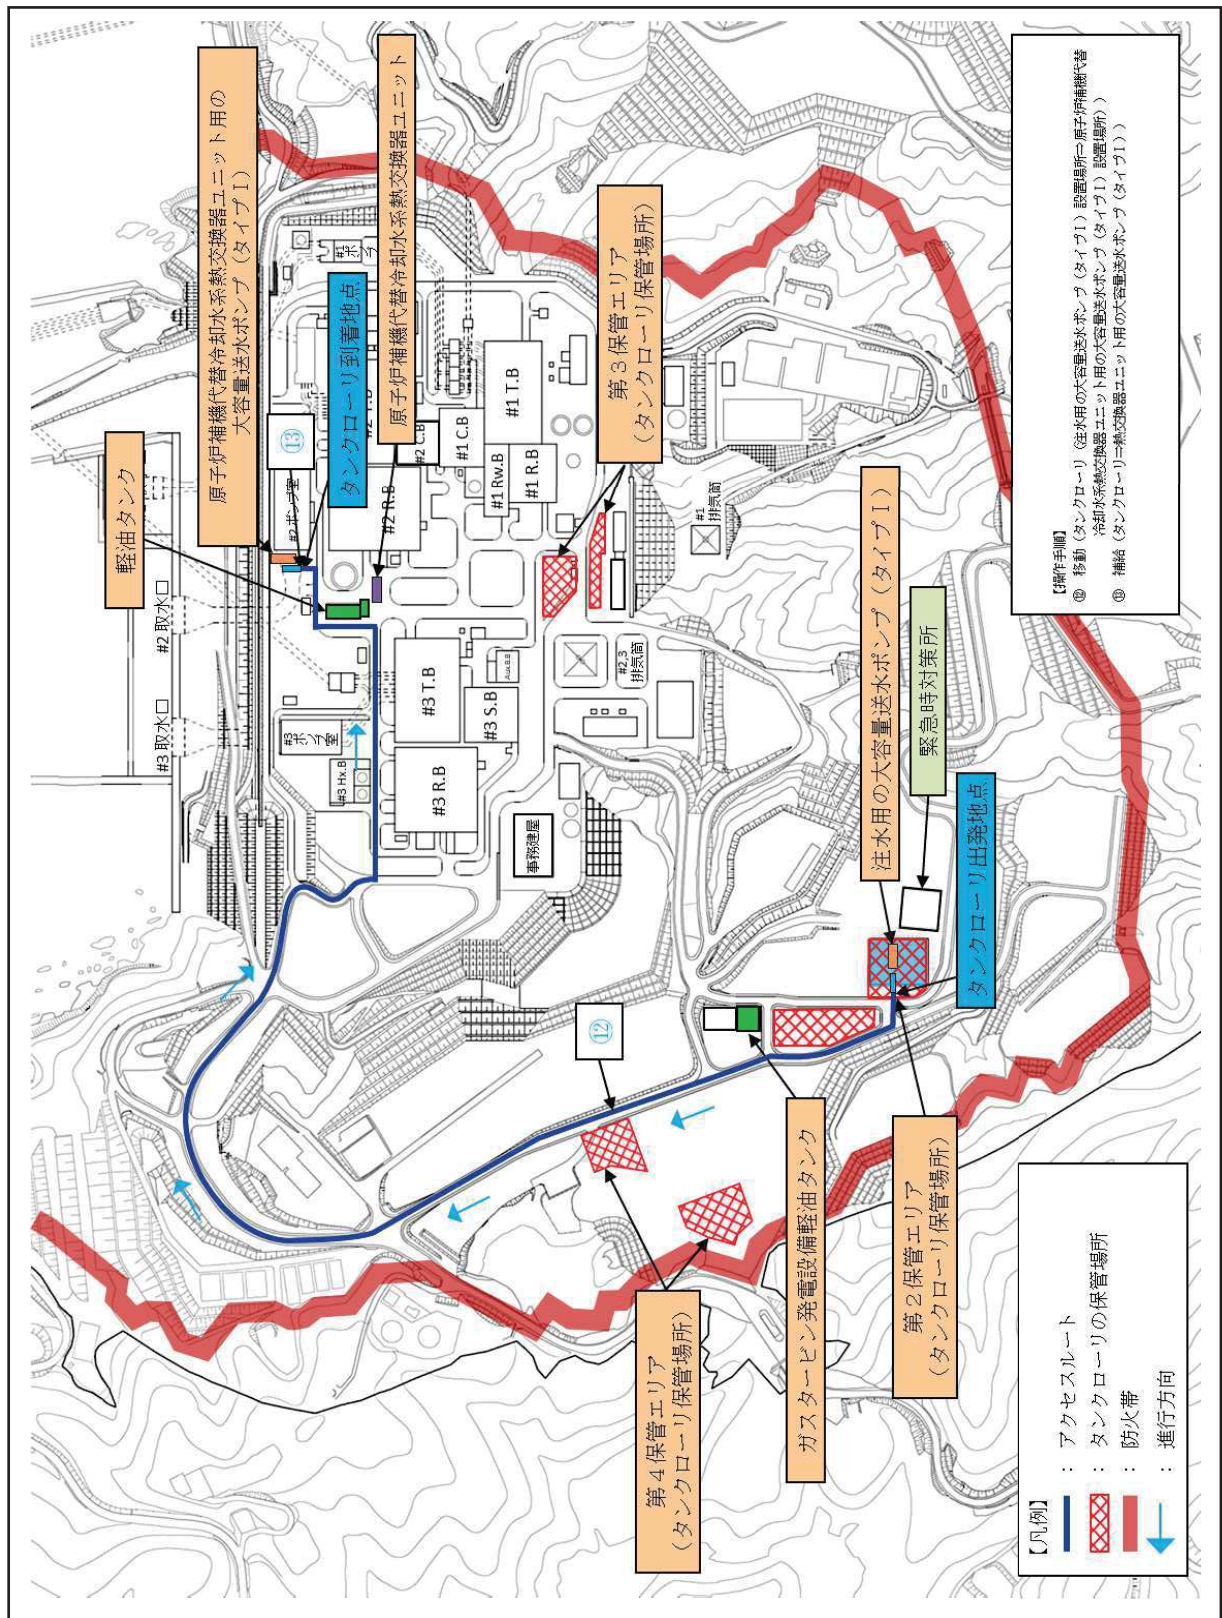 原子炉補機代替冷却水系熱交換器ユニット用の
大容量送水ポンプ(タイプⅠ)
軽油タンク
⑬
タンクローリ到着地点
原子炉補機代替冷却水系熱交換器ユニット
#3 取水口
#2 取水口
#3
ポンプ
室
#2 ポンプ室
#1
#3 Hx.B
#3 T.B
#3 S.B
#3 R.B
Aux.B.B
#2 R.B
#2 C.B
#1 C.B
#1 T.B
#1 Rw.B
#1 R.B
事務建屋
#2,3
排気筒
#1
排気筒
第3保管エリア
(タンクローリ保管場所)
⑫
注水用の大容量送水ポンプ(タイプⅠ)
緊急時対策所
タンクローリ出発地点
第4保管エリア
(タンクローリ保管場所)
ガスタービン発電設備軽油タンク
第2保管エリア
(タンクローリ保管場所)
【凡例】
: アクセスルート
: タンクローリの保管場所
: 防火帯
: 進行方向
【操作手順】
⑫ 移動(タンクローリ(注水用の大容量送水ポンプ(タイプⅠ)設置場所⇒原子炉補機代替
冷却水系熱交換器ユニット用の大容量送水ポンプ(タイプⅠ)設置場所))
⑬ 補給(タンクローリ⇒熱交換器ユニット用の大容量送水ポンプ(タイプⅠ))